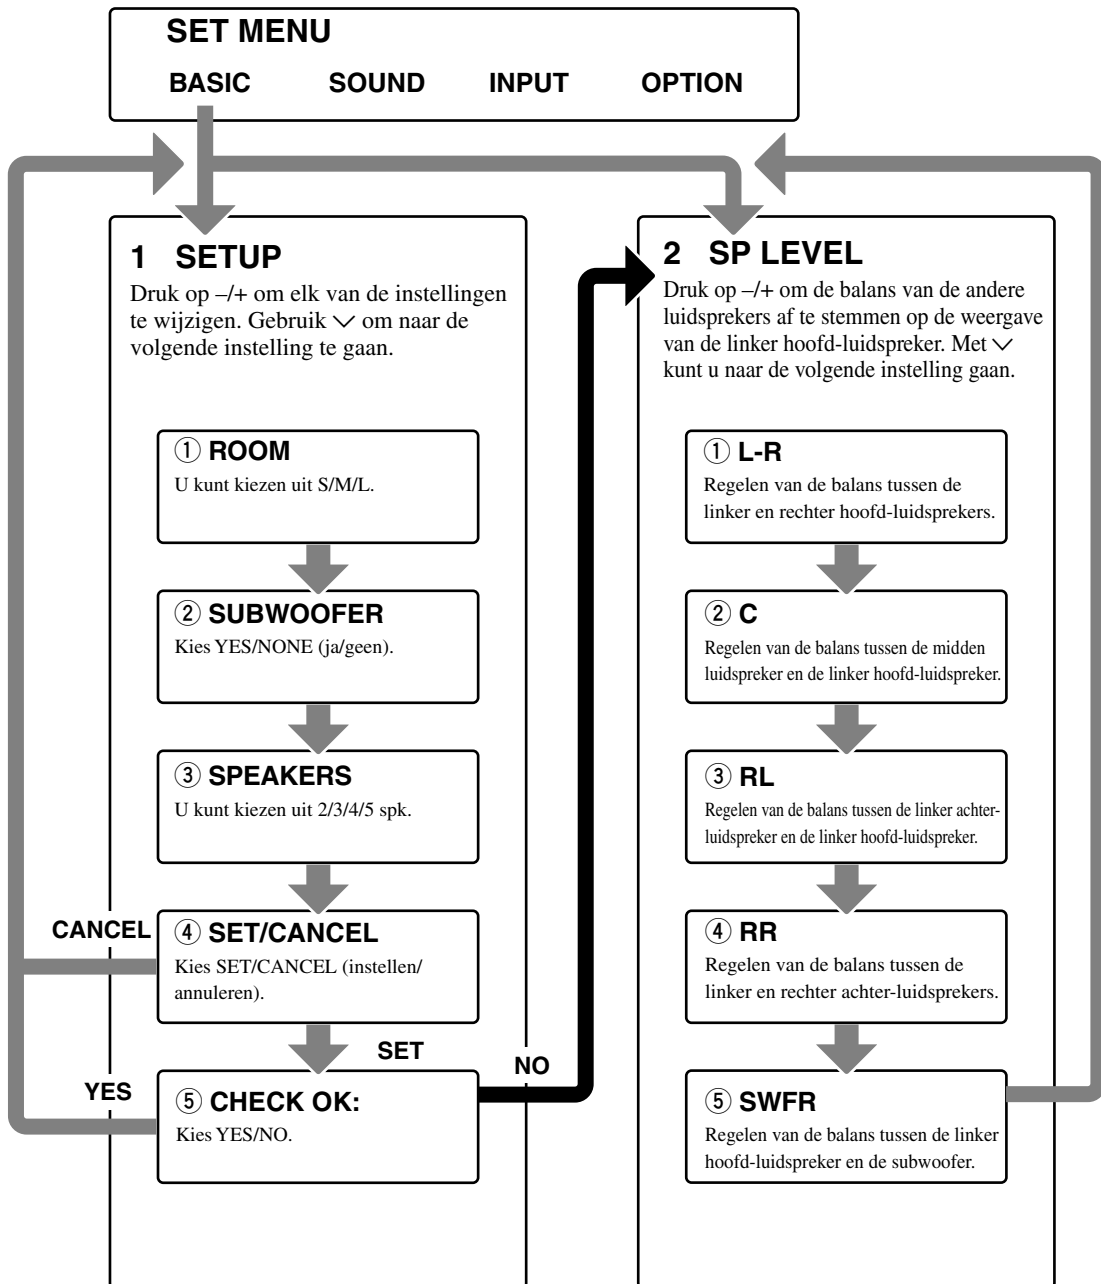 SET MENU
BASIC SOUND INPUT OPTION
1 SETUP
Druk op –/+ om elk van de instellingen
te wijzigen. Gebruik ∨ om naar de
volgende instelling te gaan.
① ROOM
U kunt kiezen uit S/M/L.
② SUBWOOFER
Kies YES/NONE (ja/geen).
③ SPEAKERS
U kunt kiezen uit 2/3/4/5 spk.
CANCEL
④ SET/CANCEL
Kies SET/CANCEL (instellen/
annuleren).
SET
NO
YES
⑤ CHECK OK:
Kies YES/NO.
2 SP LEVEL
Druk op –/+ om de balans van de andere
luidsprekers af te stemmen op de weergave
van de linker hoofd-luidspreker. Met ∨
kunt u naar de volgende instelling gaan.
① L-R
Regelen van de balans tussen de
linker en rechter hoofd-luidsprekers.
② C
Regelen van de balans tussen de midden
luidspreker en de linker hoofd-luidspreker.
③ RL
Regelen van de balans tussen de linker achter-
luidspreker en de linker hoofd-luidspreker.
④ RR
Regelen van de balans tussen de
linker en rechter achter-luidsprekers.
⑤ SWFR
Regelen van de balans tussen de linker
hoofd-luidspreker en de subwoofer.